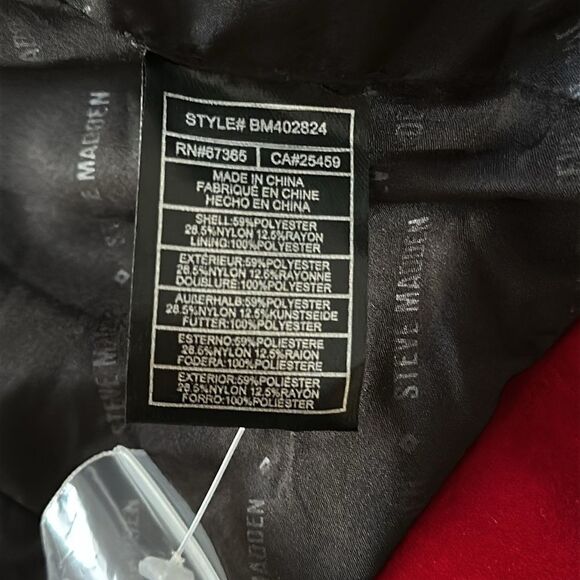 STYLE# BM402824
RN#67365 CA#25459
MADE IN CHINA
FABRIQUÉ EN CHINE
HECHO EN CHINA
SHELL:59%POLYESTER
28.5%NYLON 12.5%RAYON
LINING:100%POLYESTER
EXTÉRIEUR:59%POLYESTER
28.5%NYLON 12.5%RAYONNE
DOUBLURE:100%POLYESTER
AUßERHALB:59%POLYESTER
28.5%NYLON 12.5%KUNSTSEIDE
FUTTER:100%POLYESTER
ESTERNO:59%POLIESTERE
28.5%NYLON 12.5%RAION
FODERA:100%POLIESTERE
EXTERIOR:59%POLIÉSTER
28.5%NYLON 12.5%RAYÓN
FORRO:100%POLIESTER
STEVE MADDEN
STEVE MADDEN
MADDEN